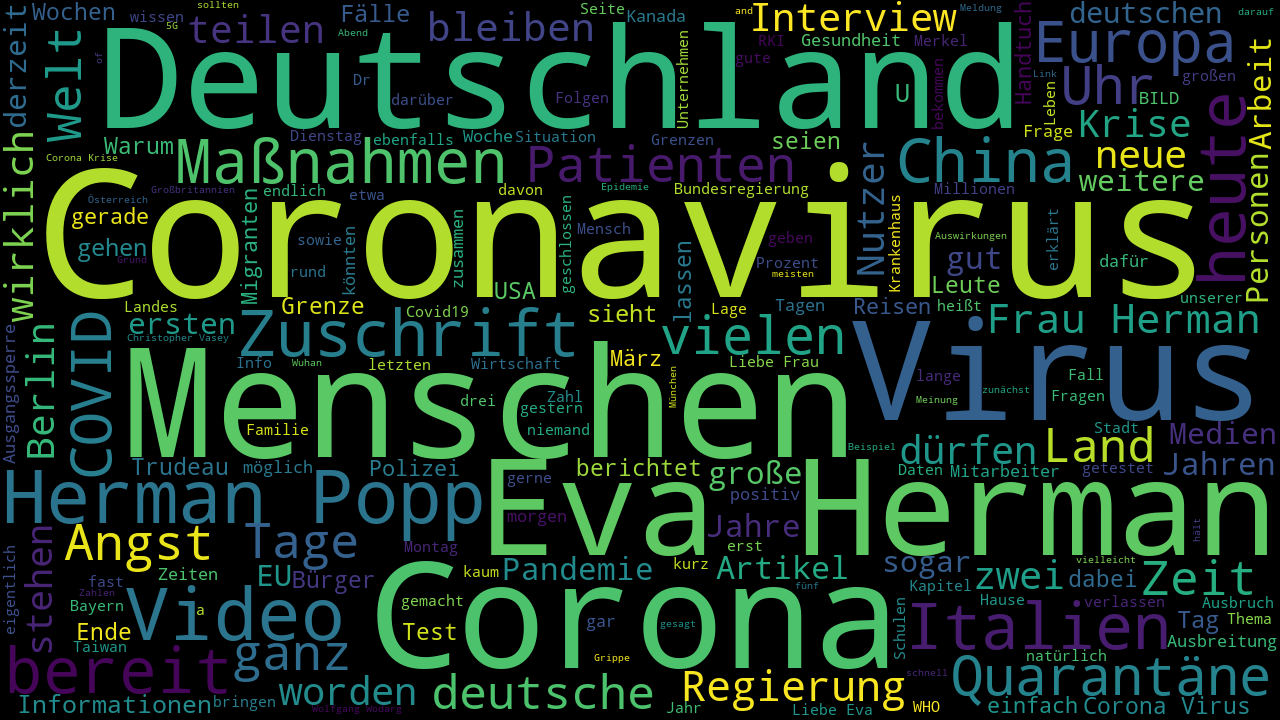 Wochen
wissen
sollten
5G
teilen
Abend
Fälle
bleiben
Seite
Kanada
and
Interview
Meldung
deutschen
darauf
derzeit
Welt
of
Deutschland
Dr
darüber
Folgen
Unternehmen
RKI
gute
Gesundheit
Merkel
U
bekommen
Handtuch
Link
Leben
Europa
Uhr
großen
BILD
Arbeit
Warum
Dienstag
ebenfalls
Woche
Situation
Grenzen
seien
Frage
Krise
heute
Corona Krise
Maßnahmen
Patienten
Nutzer
China
neue
weitere
Personen
wirklich
Großbritannien
Österreich
endlich
etwa
davon
Epidemie
Bundesregierung
Millionen
Coronavirus
gerade
gehen
Grund
Migranten
sowie
rund
könnten
zusammen
geschlossen
Mensch
geben
Prozent
meisten
Krankenhaus
Auswirkungen
gut
erklärt
dafür
USA
Leute
Landes
Grenze
Covid19
sieht
lassen
Lage
Tagen
Reisen
heißt
unserer
Ausgangssperre
Berlin
COVID
ersten
Christopher Vasey
Zuschrift
vielen
Virus
Frau Herman
Info
Wuhan
letzten
Wirtschaft
März
Liebe Frau
lange
zunächst
Fall
Menschen
drei
Zahl
gestern
München
Meinung
Fragen
Familie
niemand
Stadt
Beispiel
dürfen
Land
Medien
Trudeau
möglich
Polizei
berichtet
große
Daten
Mitarbeiter
getestet
Jahren
Herman Popp
gerne
Eva Herman
positiv
morgen
Jahre
hält
stehen
eigentlich
Angst
Tage
Montag
erst
fast
Zeiten
EU
Bürger
kaum
Pandemie
kurz
Artikel
sogar
zwei
vielleicht
dabei
Zeit
Zahlen
Bayern
a
Video
Corona
gemacht
fünf
Kapitel
Hause
verlassen
Ausbruch
Ende
Taiwan
ganz
Test
gar
gesagt
Schulen
Italien
Tag
Thema
Ausbreitung
bereit
Grippe
natürlich
schnell
Quarantäne
Informationen
bringen
worden
Wolfgang Wodarg
deutsche
Regierung
Jahr
Liebe Eva
WHO
einfach
Corona Virus